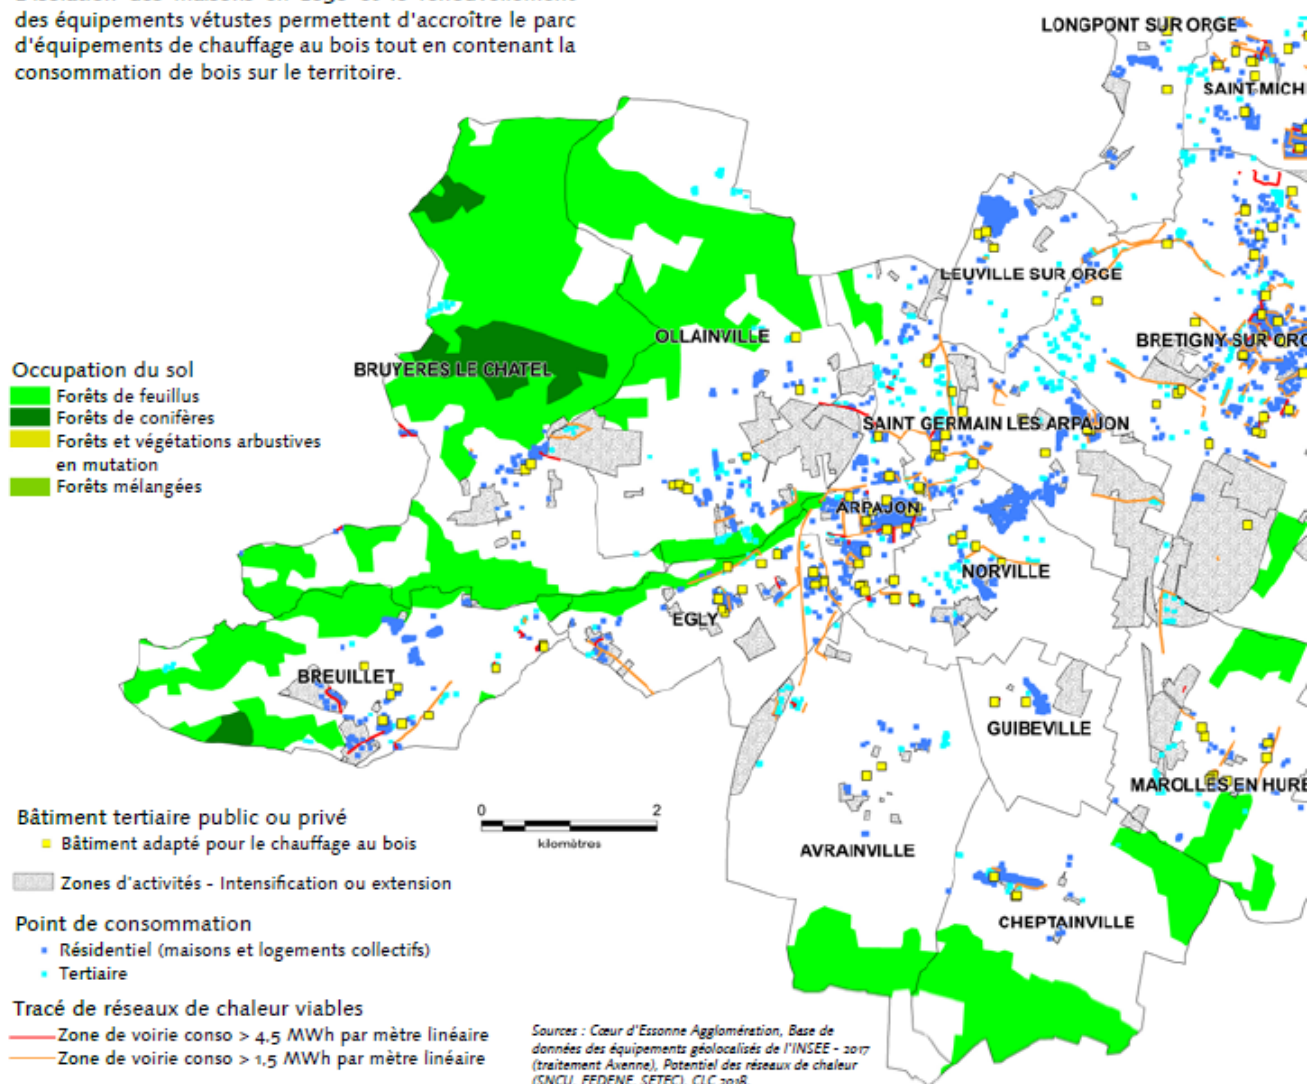 des équipements vétustes permettent d'accroître le parc
d'équipements de chauffage au bois tout en contenant la
consommation de bois sur le territoire.
LONGPONT SUR ORGE
SAINT MICH
LEUVILLE SUR ORGE
OLLAINVILLE
BRETIGNY SUR ORG
BRUYERES LE CHATEL
SAINT GERMAIN LES ARPAJON
ARPAJON
NORVILLE
EGLY
BREUILLET
GUIBEVILLE
MAROLLES EN HURE
AVRAINVILLE
CHEPTAINVILLE
Occupation du sol
Forêts de feuillus
Forêts de conifères
Forêts et végétations arbustives
en mutation
Forêts mélangées
Bâtiment tertiaire public ou privé
Bâtiment adapté pour le chauffage au bois
Zones d'activités - Intensification ou extension
Point de consommation
Résidentiel (maisons et logements collectifs)
Tertiaire
Tracé de réseaux de chaleur viables
Zone de voirie conso > 4,5 MWh par mètre linéaire
Zone de voirie conso > 1,5 MWh par mètre linéaire
0 2
kilomètres
Sources : Cœur d'Essonne Agglomération, Base de
données des équipements géolocalisés de l'INSEE - 2017
(traitement Axenne), Potentiel des réseaux de chaleur
(SNCU, FEDENE, SETEC), CLC 2018